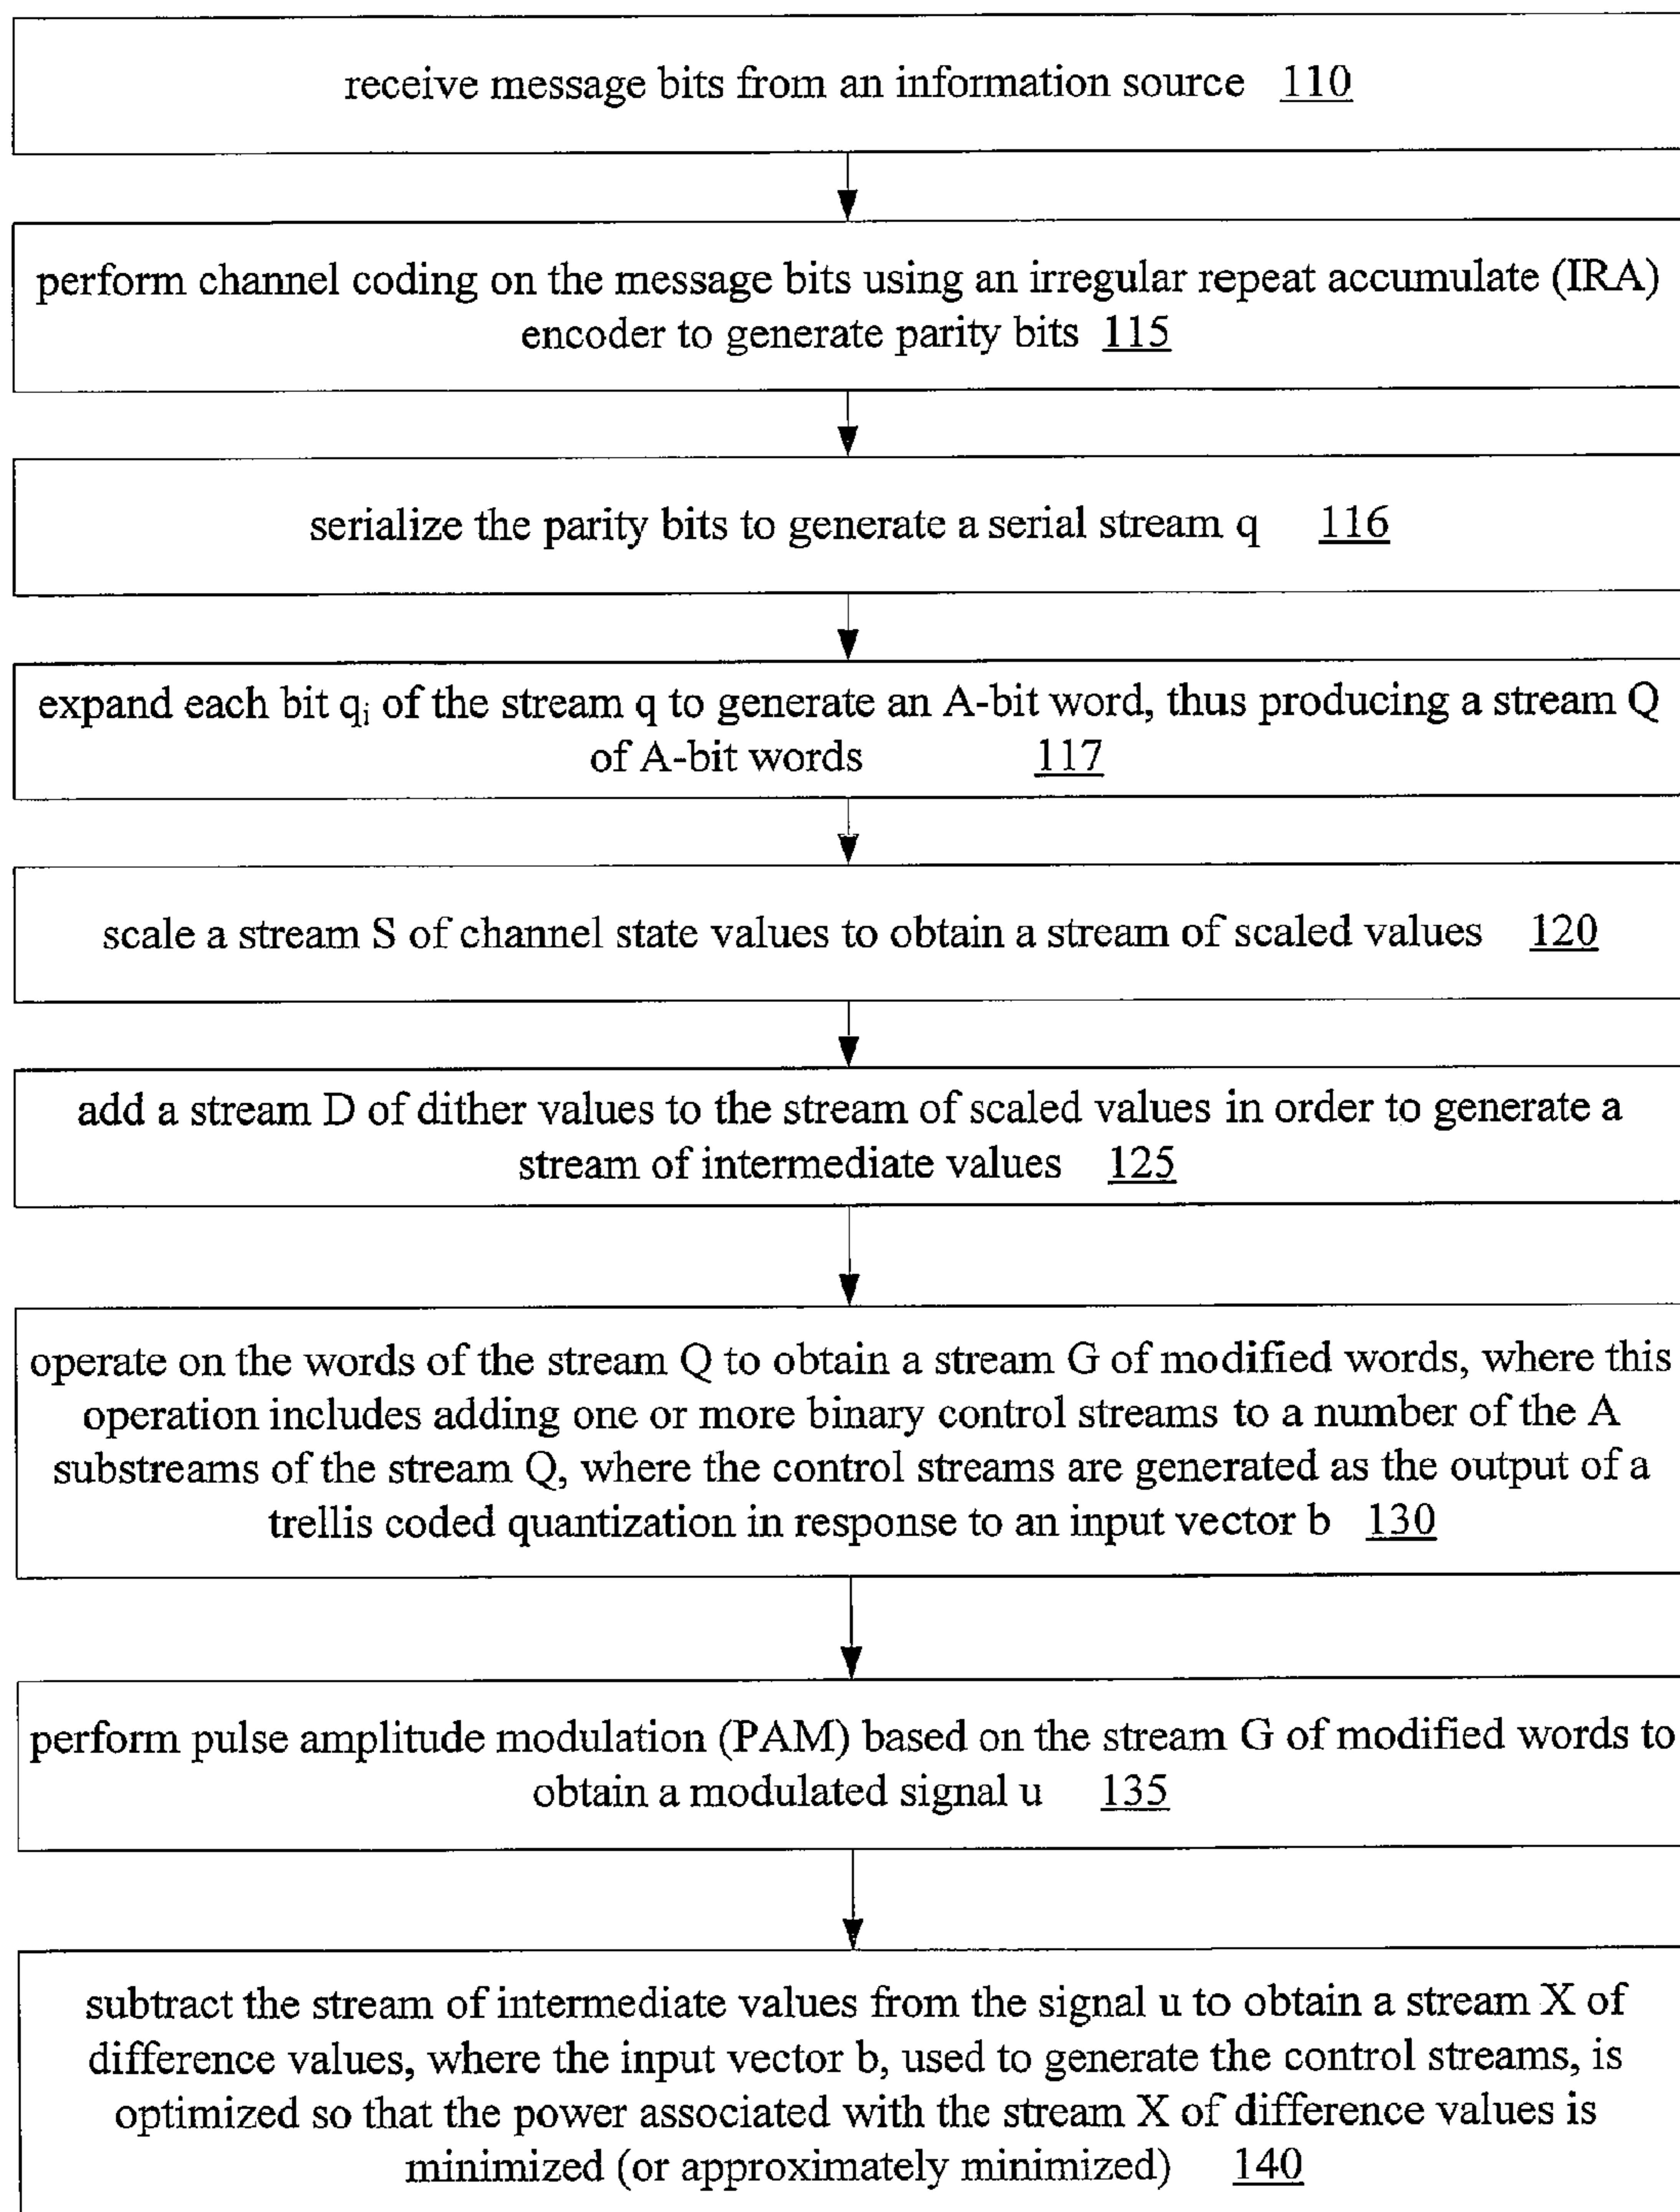 receive message bits from an information source 110
perform channel coding on the message bits using an irregular repeat accumulate (IRA)
encoder to generate parity bits 115
serialize the parity bits to generate a serial stream q 116
expand each bit qi of the stream q to generate an A-bit word, thus producing a stream Q
of A-bit words 117
scale a stream S of channel state values to obtain a stream of scaled values 120
add a stream D of dither values to the stream of scaled values in order to generate a
stream of intermediate values 125
operate on the words of the stream Q to obtain a stream G of modified words, where this
operation includes adding one or more binary control streams to a number of the A
substreams of the stream Q, where the control streams are generated as the output of a
trellis coded quantization in response to an input vector b 130
perform pulse amplitude modulation (PAM) based on the stream G of modified words to
obtain a modulated signal u 135
subtract the stream of intermediate values from the signal u to obtain a stream X of
difference values, where the input vector b, used to generate the control streams, is
optimized so that the power associated with the stream X of difference values is
minimized (or approximately minimized) 140